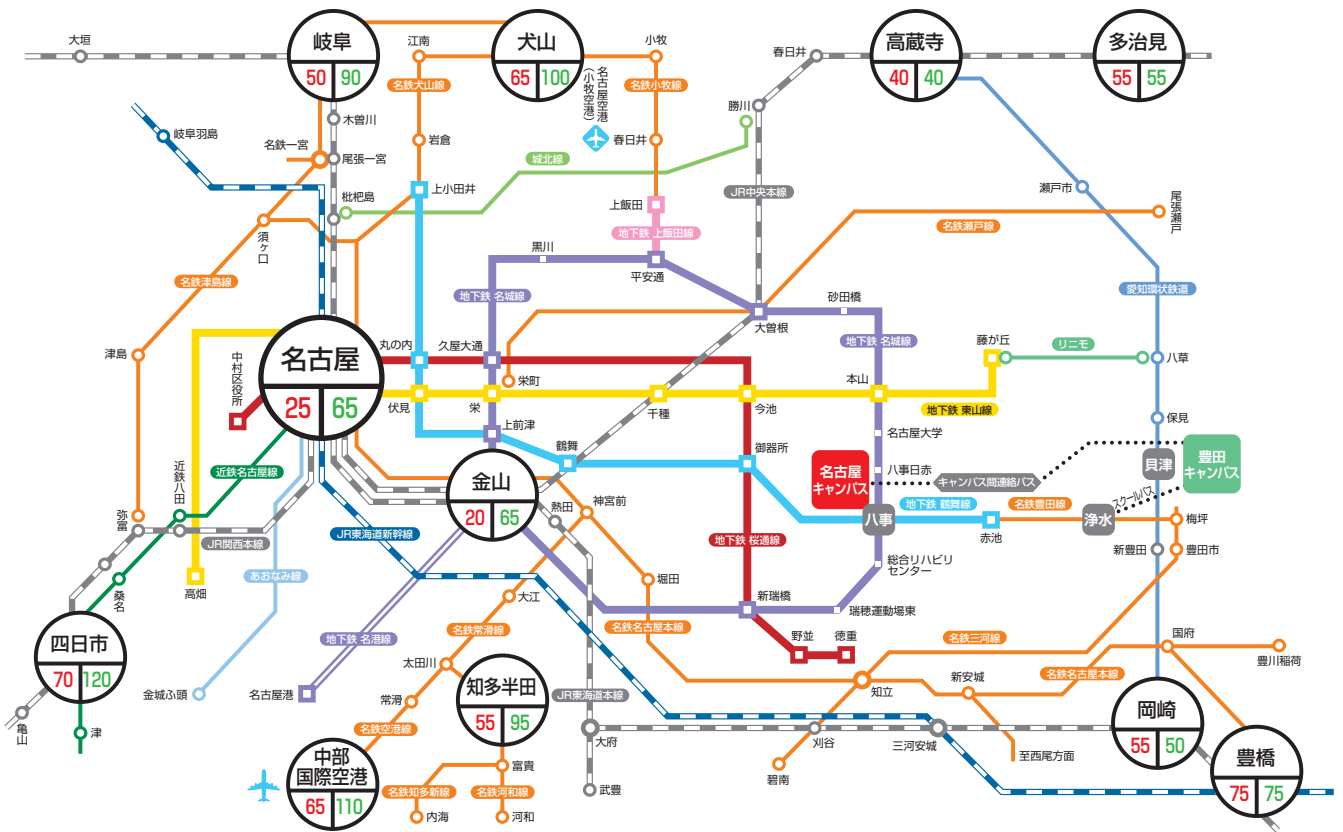 大垣
岐阜
50 90
江南
犬山
65 100
小牧
春日井
高蔵寺
40 40
多治見
55 55
名鉄犬山線
名鉄小牧線
名古屋空港
(小牧空港)
勝川
木曽川
岐阜羽島
名鉄一宮
尾張一宮
岩倉
春日井
城北線
枇杷島
上小田井
上飯田
JR中央本線
瀬戸市
尾張瀬戸
須ヶ口
地下鉄 上飯田線
名鉄瀬戸線
黒川
平安通
名鉄津島線
地下鉄 名城線
愛知環状鉄道
砂田橋
大曽根
地下鉄 名城線
津島
名古屋
25 65
中村区役所
丸の内
久屋大通
藤が丘
リニモ
八草
栄町
本山
伏見
栄
千種
今池
地下鉄 東山線
保見
上前津
名古屋大学
鶴舞
御器所
近鉄八田
近鉄名古屋線
金山
20 65
名古屋
キャンパス
八事日赤
キャンパス間連絡バス
貝津
豊田
キャンパス
スクールバス
弥富
JR関西本線
JR東海道新幹線
熱田
神宮前
地下鉄 鶴舞線
名鉄豊田線
八事
赤池
浄水
梅坪
地下鉄 桜通線
新豊田
豊田市
あおなみ線
高畑
桑名
堀田
総合リハビリ
センター
大江
新瑞橋
瑞穂運動場東
四日市
70 120
地下鉄 名港線
名鉄常滑線
名鉄名古屋本線
野並
徳重
名鉄三河線
国府
豊川稲荷
太田川
知多半田
55 95
金城ふ頭
名古屋港
常滑
JR東海道本線
知立
新安城
名鉄名古屋本線
岡崎
55 50
亀山
津
名鉄空港線
中部
国際空港
65 110
大府
刈谷
三河安城
至西尾方面
豊橋
75 75
富貴
碧南
名鉄知多新線
名鉄河和線
武豊
内海
河和